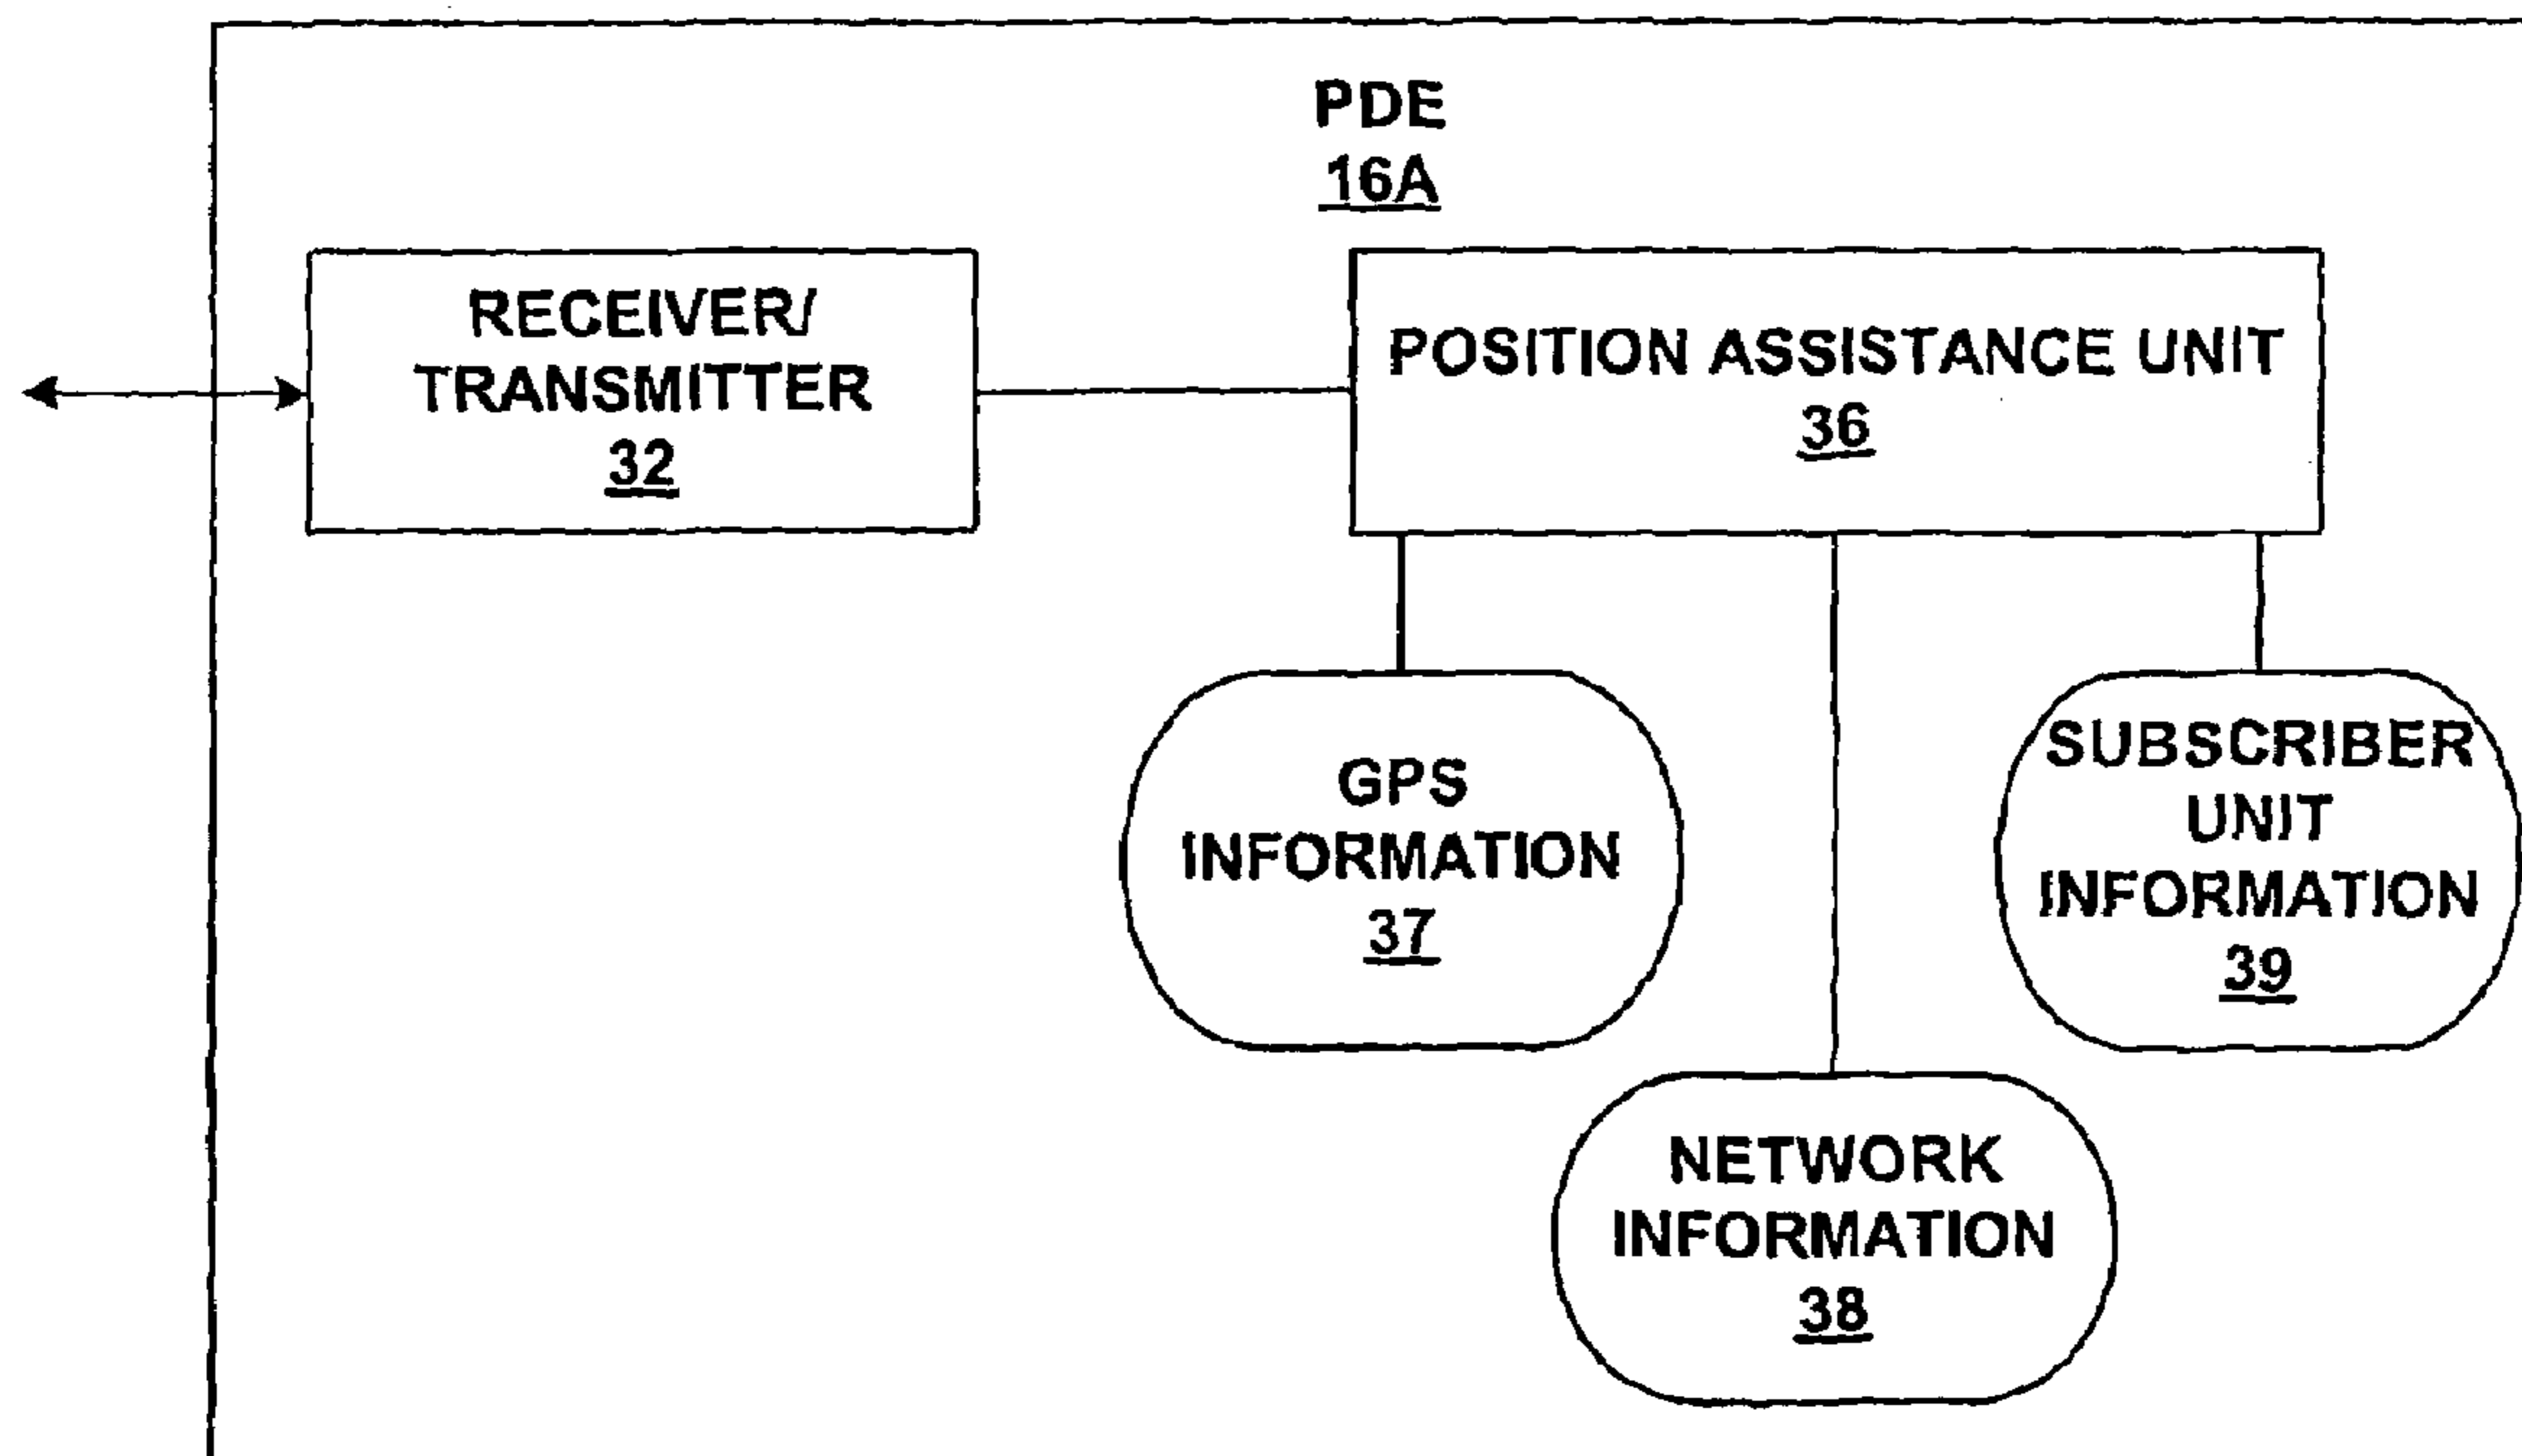 PDE
16A
RECEIVER/
TRANSMITTER
32
POSITION ASSISTANCE UNIT
36
GPS
INFORMATION
37
SUBSCRIBER
UNIT
INFORMATION
39
NETWORK
INFORMATION
38